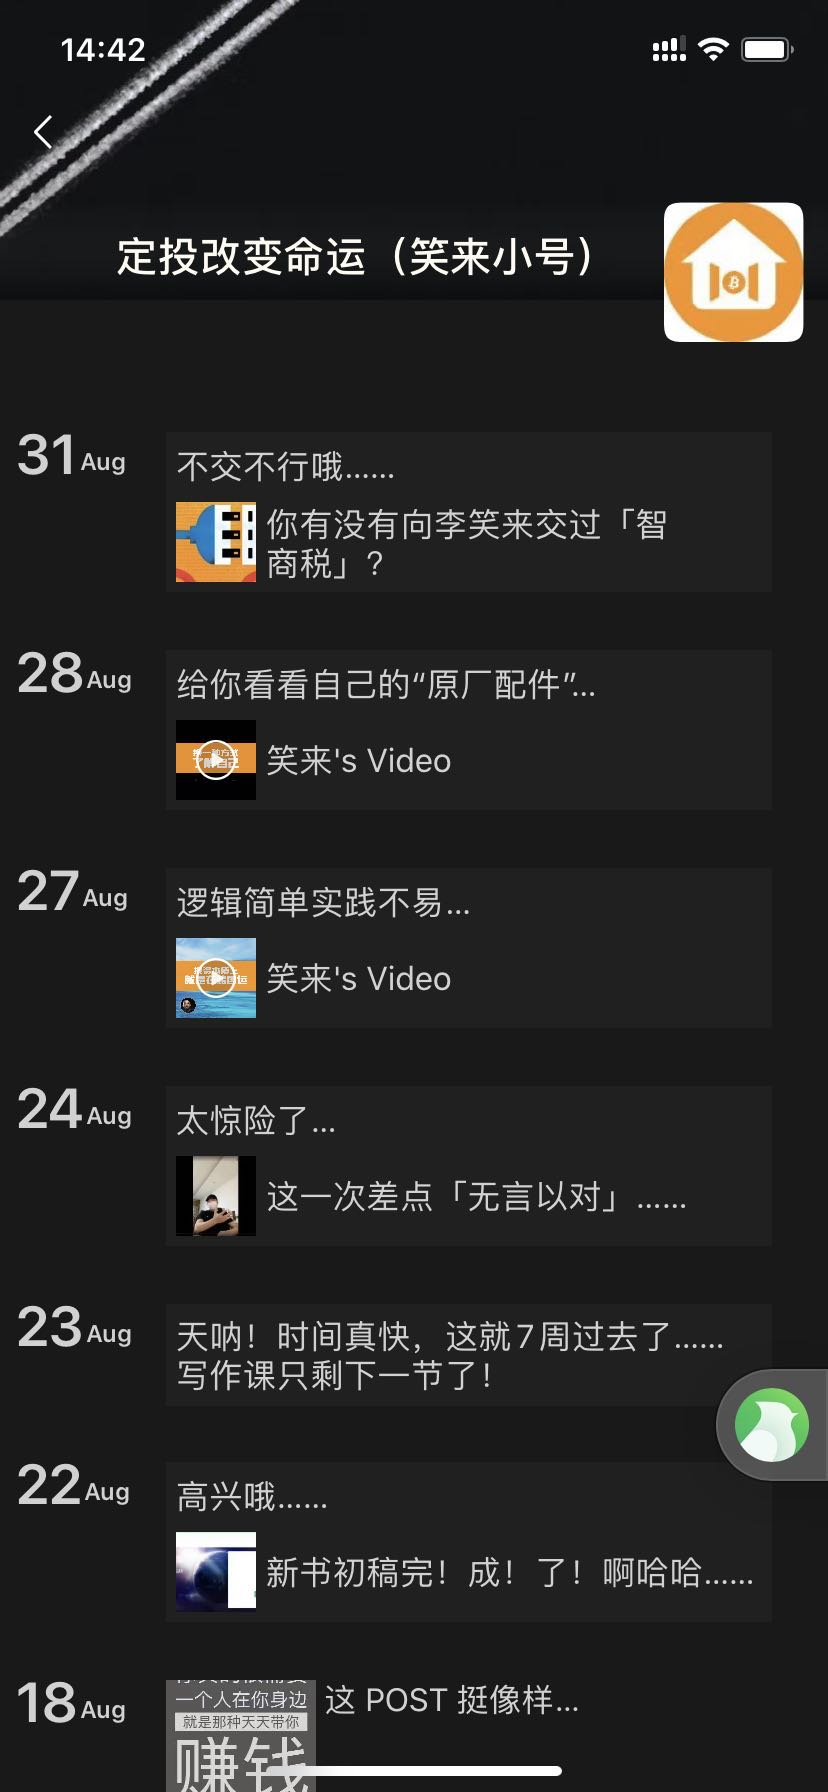 14:42
定投改变命运（笑来小号）
31 Aug
不交不行哦……
你有没有向李笑来交过「智
商税」?
28 Aug
给你看看自己的“原厂配件”...
笑来's Video
27 Aug
逻辑简单实践不易...
笑来's Video
24 Aug
太惊险了...
这一次差点「无言以对」……
23 Aug
天呐！时间真快，这就7周过去了……
写作课只剩下一节了！
22 Aug
高兴哦……
新书初稿完！成！了！啊哈哈……
18 Aug
一个人在你身边
就是那种天天带你
赚钱
这 POST 挺像样...